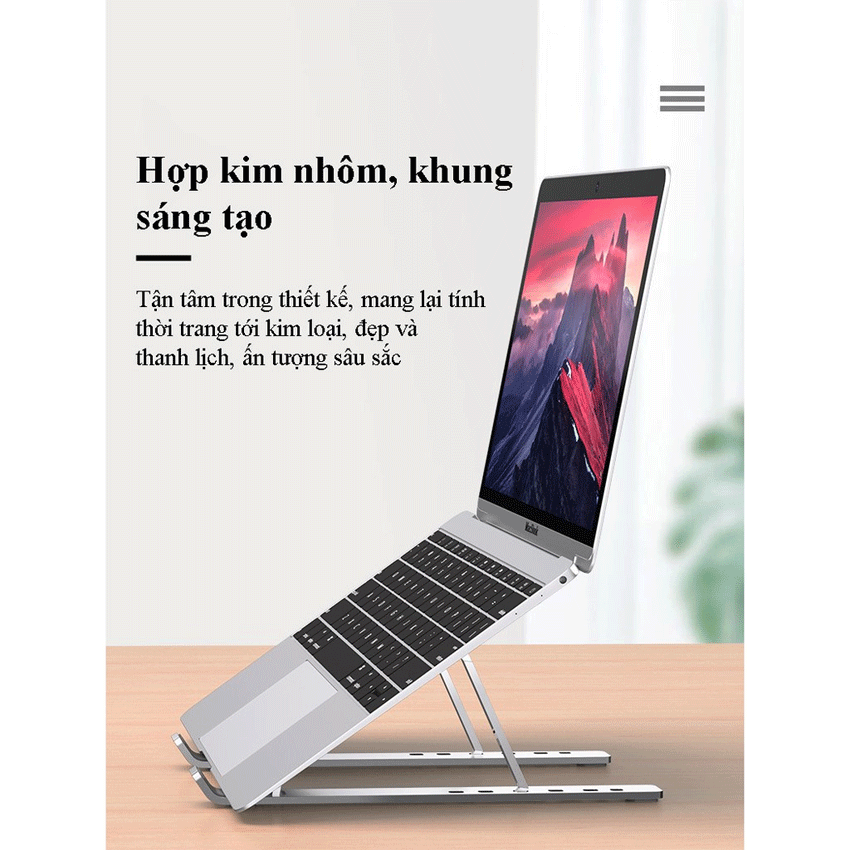 Hợp kim nhôm, khung
sáng tạo
Tận tâm trong thiết kế, mang lại tính
thời trang tới kim loại, đẹp và
thanh lịch, ấn tượng sâu sắc
MacBook